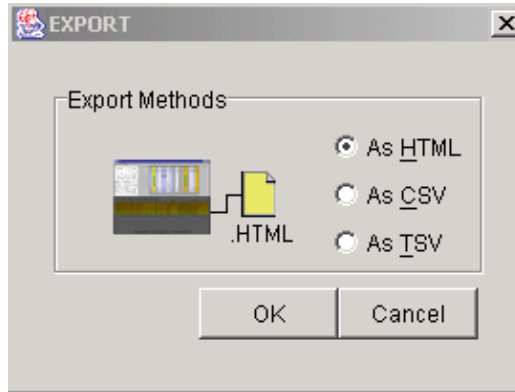 EXPORT
Export Methods
As HTML
As CSV
.HTML
As TSV
OK
Cancel